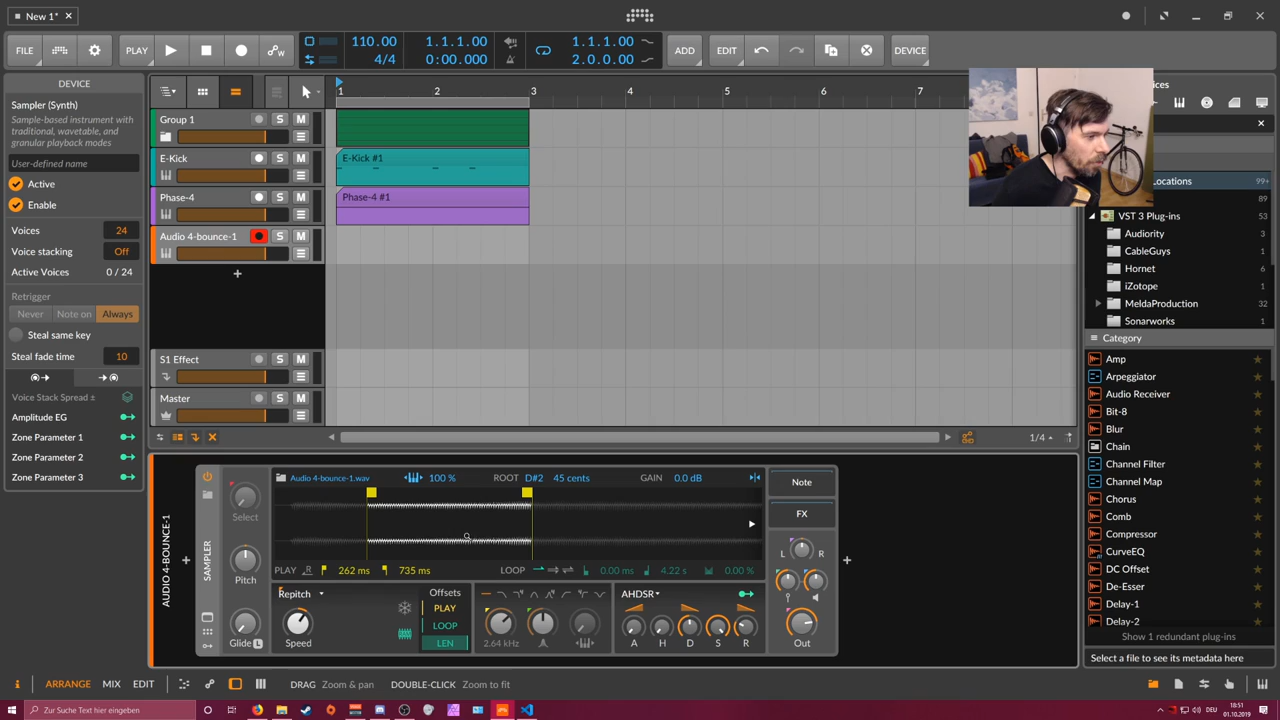 New 1*
FILE
PLAY
110.00
4/4
1.1.1.00
0:00.000
1.1.1.00
2.0.0.00
ADD
EDIT
DEVICE
DEVICE
Sampler (Synth)
Sample-based instrument with
traditional, wavetable, and
granular playback modes
User-defined name
Active
Enable
Voices 24
Voice stacking Off
Active Voices 0 / 24
Retrigger
Never Note on Always
Steal same key
Steal fade time 10
Voice Stack Spread ±
Amplitude EG
Zone Parameter 1
Zone Parameter 2
Zone Parameter 3
1 2 3 4 5 6 7
Group 1 S M
E-Kick S M
E-Kick #1
Phase-4 S M
Phase-4 #1
Audio 4-bounce-1 S M
+
S1 Effect S M
Master S M
1/4
Locations 99+
89
VST 3 Plug-ins 53
Audiority 3
CableGuys 1
Hornet 2
iZotope 1
MeldaProduction 32
Sonarworks 1
Category
Amp
Arpeggiator
Audio Receiver
Bit-8
Blur
Chain
Channel Filter
Channel Map
Chorus
Comb
Compressor
CurveEQ
DC Offset
De-Esser
Delay-1
Delay-2
Show 1 redundant plug-ins
Select a file to see its metadata here
AUDIO 4-BOUNCE-1
SAMPLER
Select
Pitch
Glide L
Audio 4-bounce-1.wav 100 % ROOT D#2 45 cents GAIN 0.0 dB
PLAY 262 ms 735 ms LOOP 0.00 ms 4.22 s 0.00 %
Repitch
Speed
Offsets
PLAY
LOOP
LEN
2.64 kHz
AHDSR
A H D S R
Note
FX
L R
Out
ARRANGE MIX EDIT
DRAG Zoom & pan DOUBLE-CLICK Zoom to fit
Zur Suche Text hier eingeben
DEU
18:51
01.10.2019